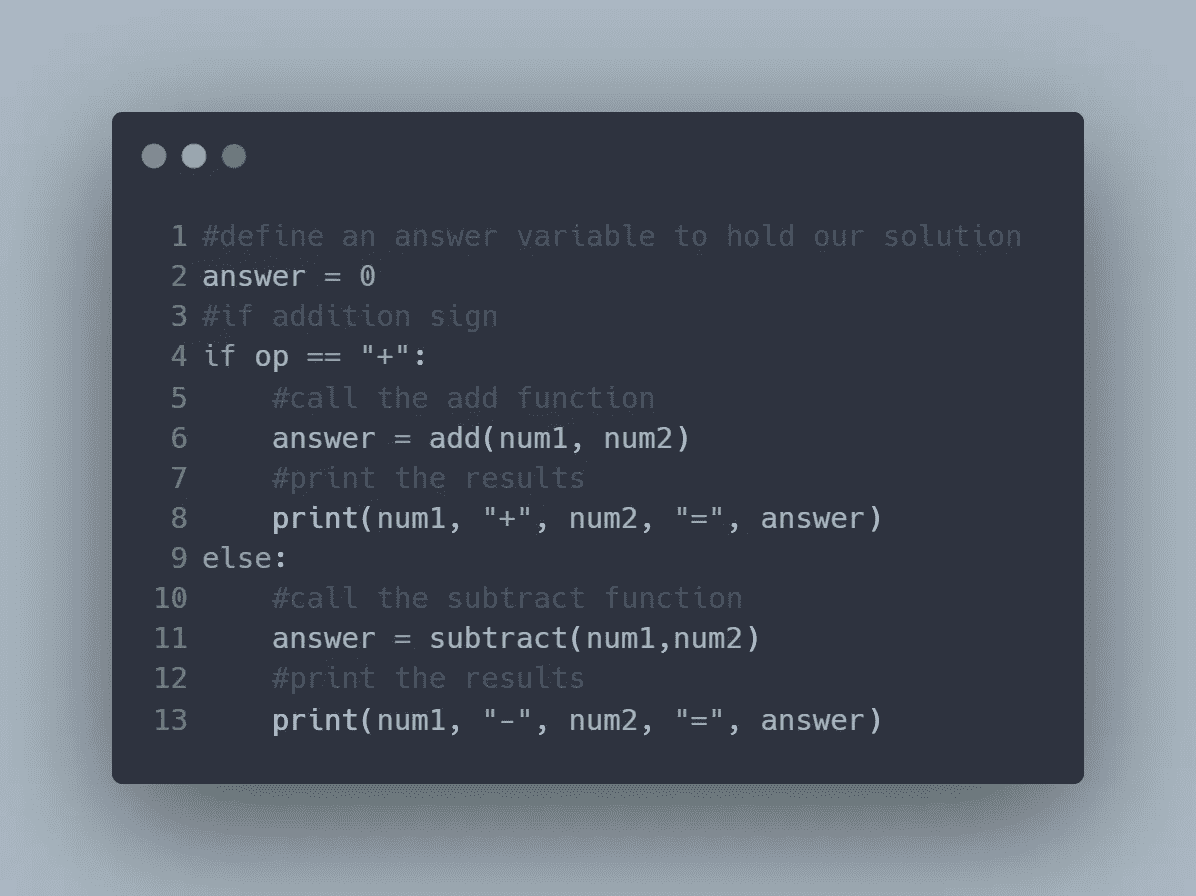 1 #define an answer variable to hold our solution
2 answer = 0
3 #if addition sign
4 if op == "+":
5     #call the add function
6     answer = add(num1, num2)
7     #print the results
8     print(num1, "+", num2, "=", answer)
9 else:
10     #call the subtract function
11     answer = subtract(num1,num2)
12     #print the results
13     print(num1, "-", num2, "=", answer)